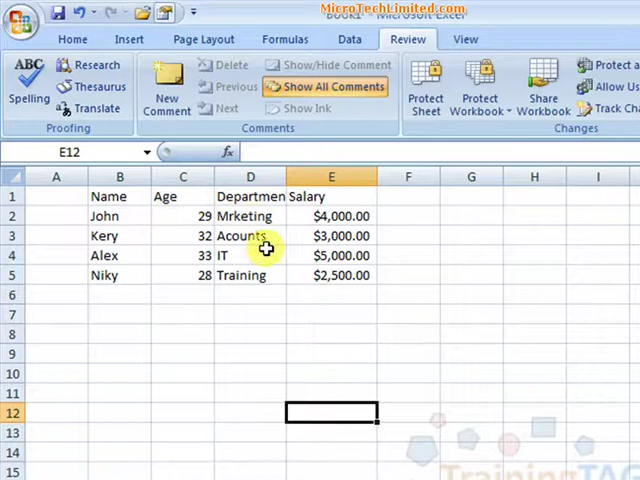 MicroTechLimited.com
Book1 - Microsoft Excel
Home Insert Page Layout Formulas Data Review View
ABC Spelling
Research
Thesaurus
Translate
Proofing
New Comment
Delete
Previous
Next
Show/Hide Comment
Show All Comments
Show Ink
Comments
Protect Sheet
Protect Workbook
Share Workbook
Protect a
Allow Us
Track Cha
Changes
E12 fx
A B C D E F G H I
1 Name Age Departmen Salary
2 John 29 Mrketing $4,000.00
3 Kery 32 Acounts $3,000.00
4 Alex 33 IT $5,000.00
5 Niky 28 Training $2,500.00
6
7
8
9
10
11
12
13
14
15
TrainingTAG